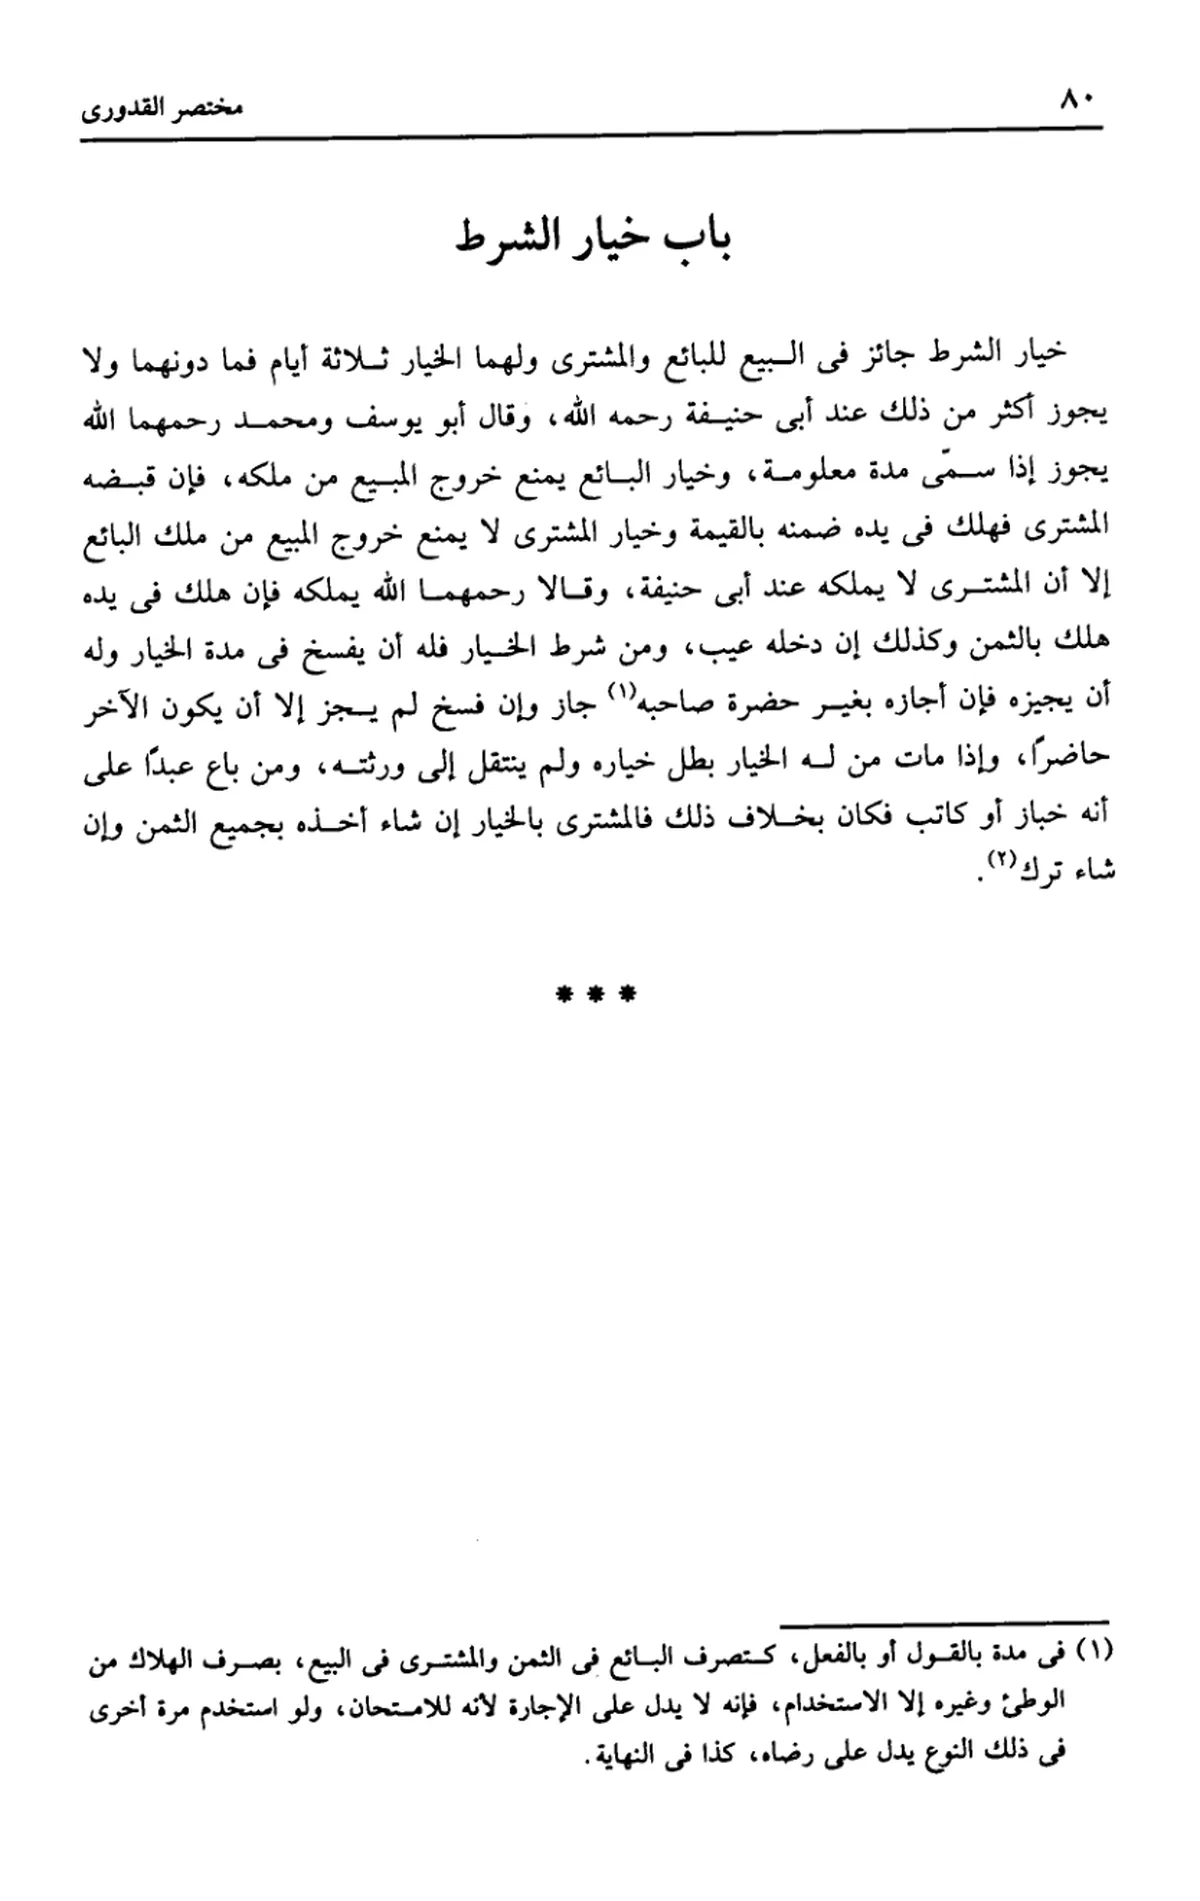 ٨٠
مختصر القدورى
باب خيار الشرط
خيار الشرط جائز فى البيع للبائع والمشترى ولهما الخيار ثلاثة أيام فما دونهما ولا
يجوز أكثر من ذلك عند أبى حنيفة رحمه الله، وقال أبو يوسف ومحمد رحمهما الله
يجوز إذا سمّى مدة معلومة، وخيار البائع يمنع خروج المبيع من ملكه، فإن قبضه
المشترى فهلك فى يده ضمنه بالقيمة وخيار المشترى لا يمنع خروج المبيع من ملك البائع
إلا أن المشترى لا يملكه عند أبى حنيفة، وقالا رحمهما الله يملكه فإن هلك فى يده
هلك بالثمن وكذلك إن دخله عيب، ومن شرط الخيار فله أن يفسخ فى مدة الخيار وله
أن يجيزه فإن أجازه بغير حضرة صاحبه(١) جاز وإن فسخ لم يجز إلا أن يكون الآخر
حاضرًا، وإذا مات من له الخيار بطل خياره ولم ينتقل إلى ورثته، ومن باع عبدًا على
أنه خباز أو كاتب فكان بخلاف ذلك فالمشترى بالخيار إن شاء أخذه بجميع الثمن وإن
شاء ترك(٢).
* * *
(١) فى مدة بالقول أو بالفعل، كتصرف البائع فى الثمن والمشترى فى البيع، بصرف الهلاك من
الوطئ وغيره إلا الاستخدام، فإنه لا يدل على الإجارة لأنه للامتحان، ولو استخدم مرة أخرى
فى ذلك النوع يدل على رضاه، كذا فى النهاية.